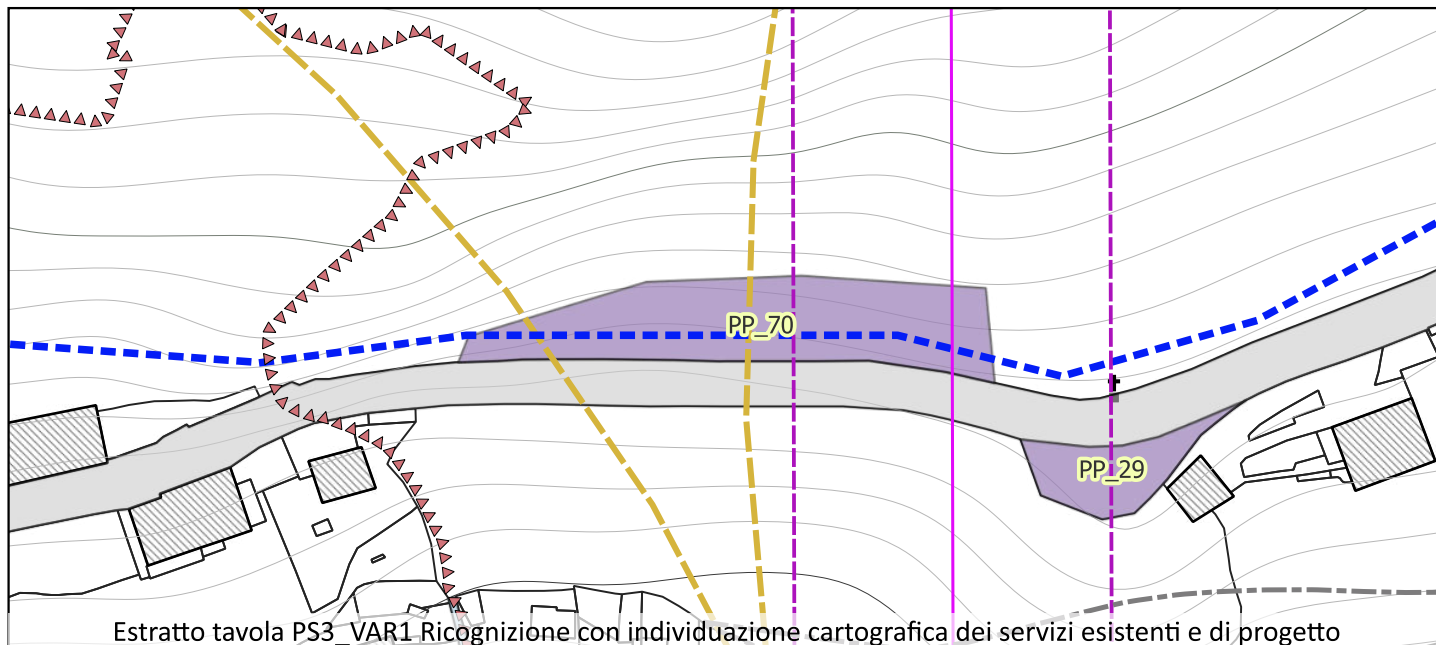 PP_70
PP_29
Estratto tavola PS3_VAR1 Ricognizione con individuazione cartografica dei servizi esistenti e di progetto